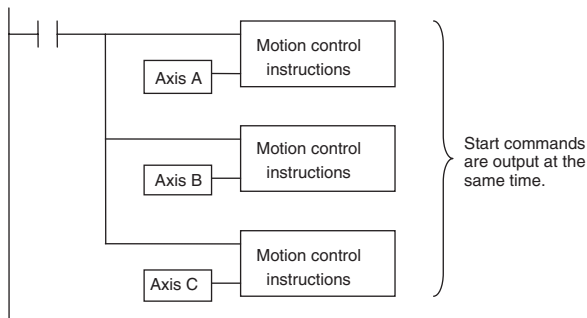 Motion control
instructions
Axis A
Motion control
instructions
Axis B
Motion control
instructions
Axis C
Start commands
are output at the
same time.